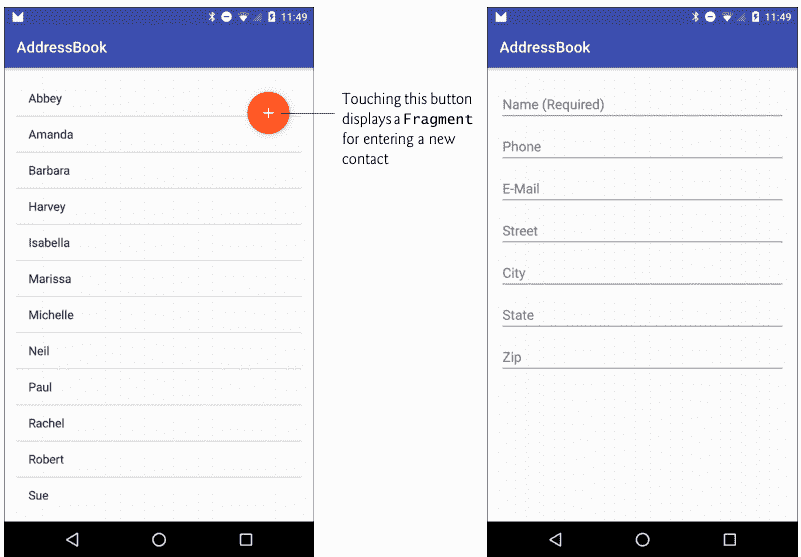 11:49
AddressBook
Abbey
Amanda
Barbara
Harvey
Isabella
Marissa
Michelle
Neil
Paul
Rachel
Robert
Sue
Touching this button
displays a Fragment
for entering a new
contact
11:49
AddressBook
Name (Required)
Phone
E-Mail
Street
City
State
Zip